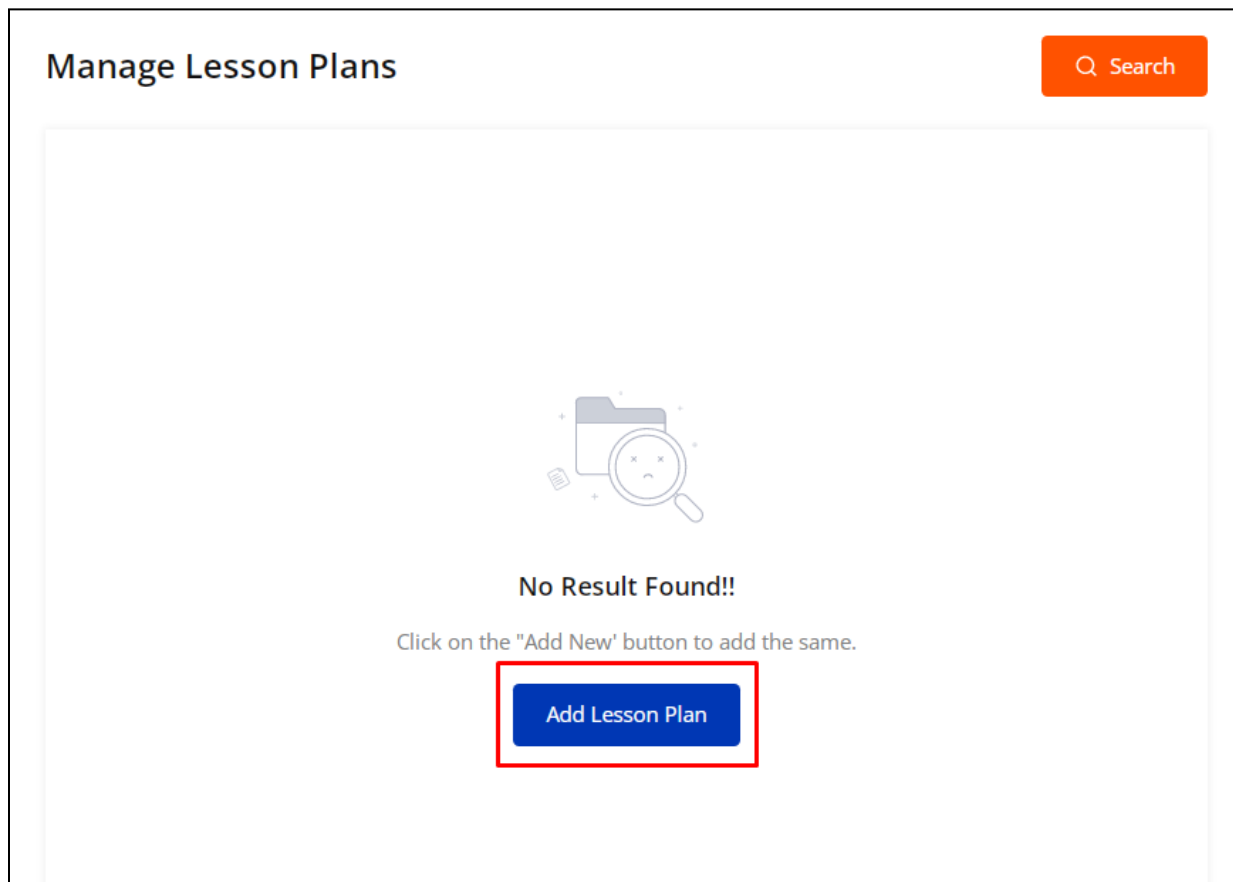 Manage Lesson Plans
Search
No Result Found!!
Click on the "Add New' button to add the same.
Add Lesson Plan